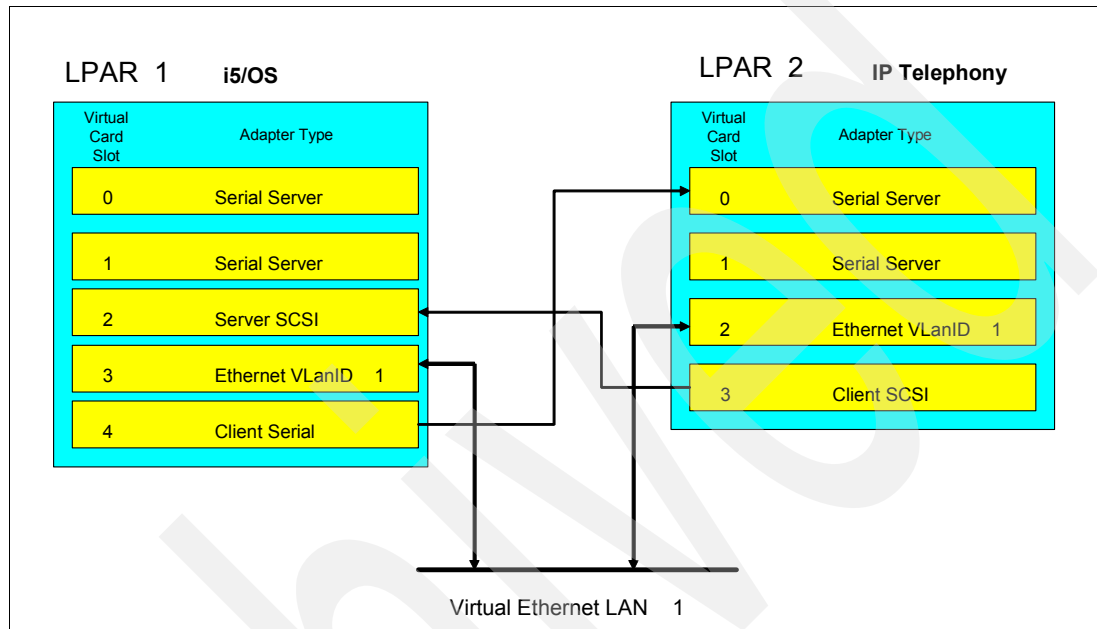 LPAR 1 i5/OS
Virtual
Card
Slot
Adapter Type
0 Serial Server
1 Serial Server
2 Server SCSI
3 Ethernet VLanID 1
4 Client Serial
LPAR 2 IP Telephony
Virtual
Card
Slot
Adapter Type
0 Serial Server
1 Serial Server
2 Ethernet VLanID 1
3 Client SCSI
Virtual Ethernet LAN 1